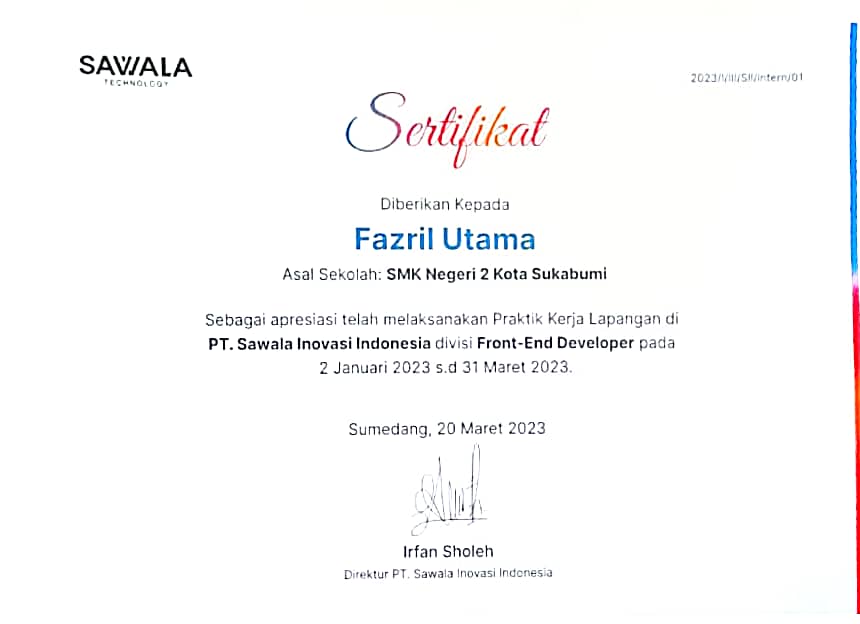 SAWALA
TECHNOLOGY
2023/I/III/SII/intern/01
Sertifikat
Diberikan Kepada
Fazril Utama
Asal Sekolah: SMK Negeri 2 Kota Sukabumi
Sebagai apresiasi telah melaksanakan Praktik Kerja Lapangan di
PT. Sawala Inovasi Indonesia divisi Front-End Developer pada
2 Januari 2023 s.d 31 Maret 2023.
Sumedang, 20 Maret 2023
Irfan Sholeh
Direktur PT. Sawala Inovasi Indonesia